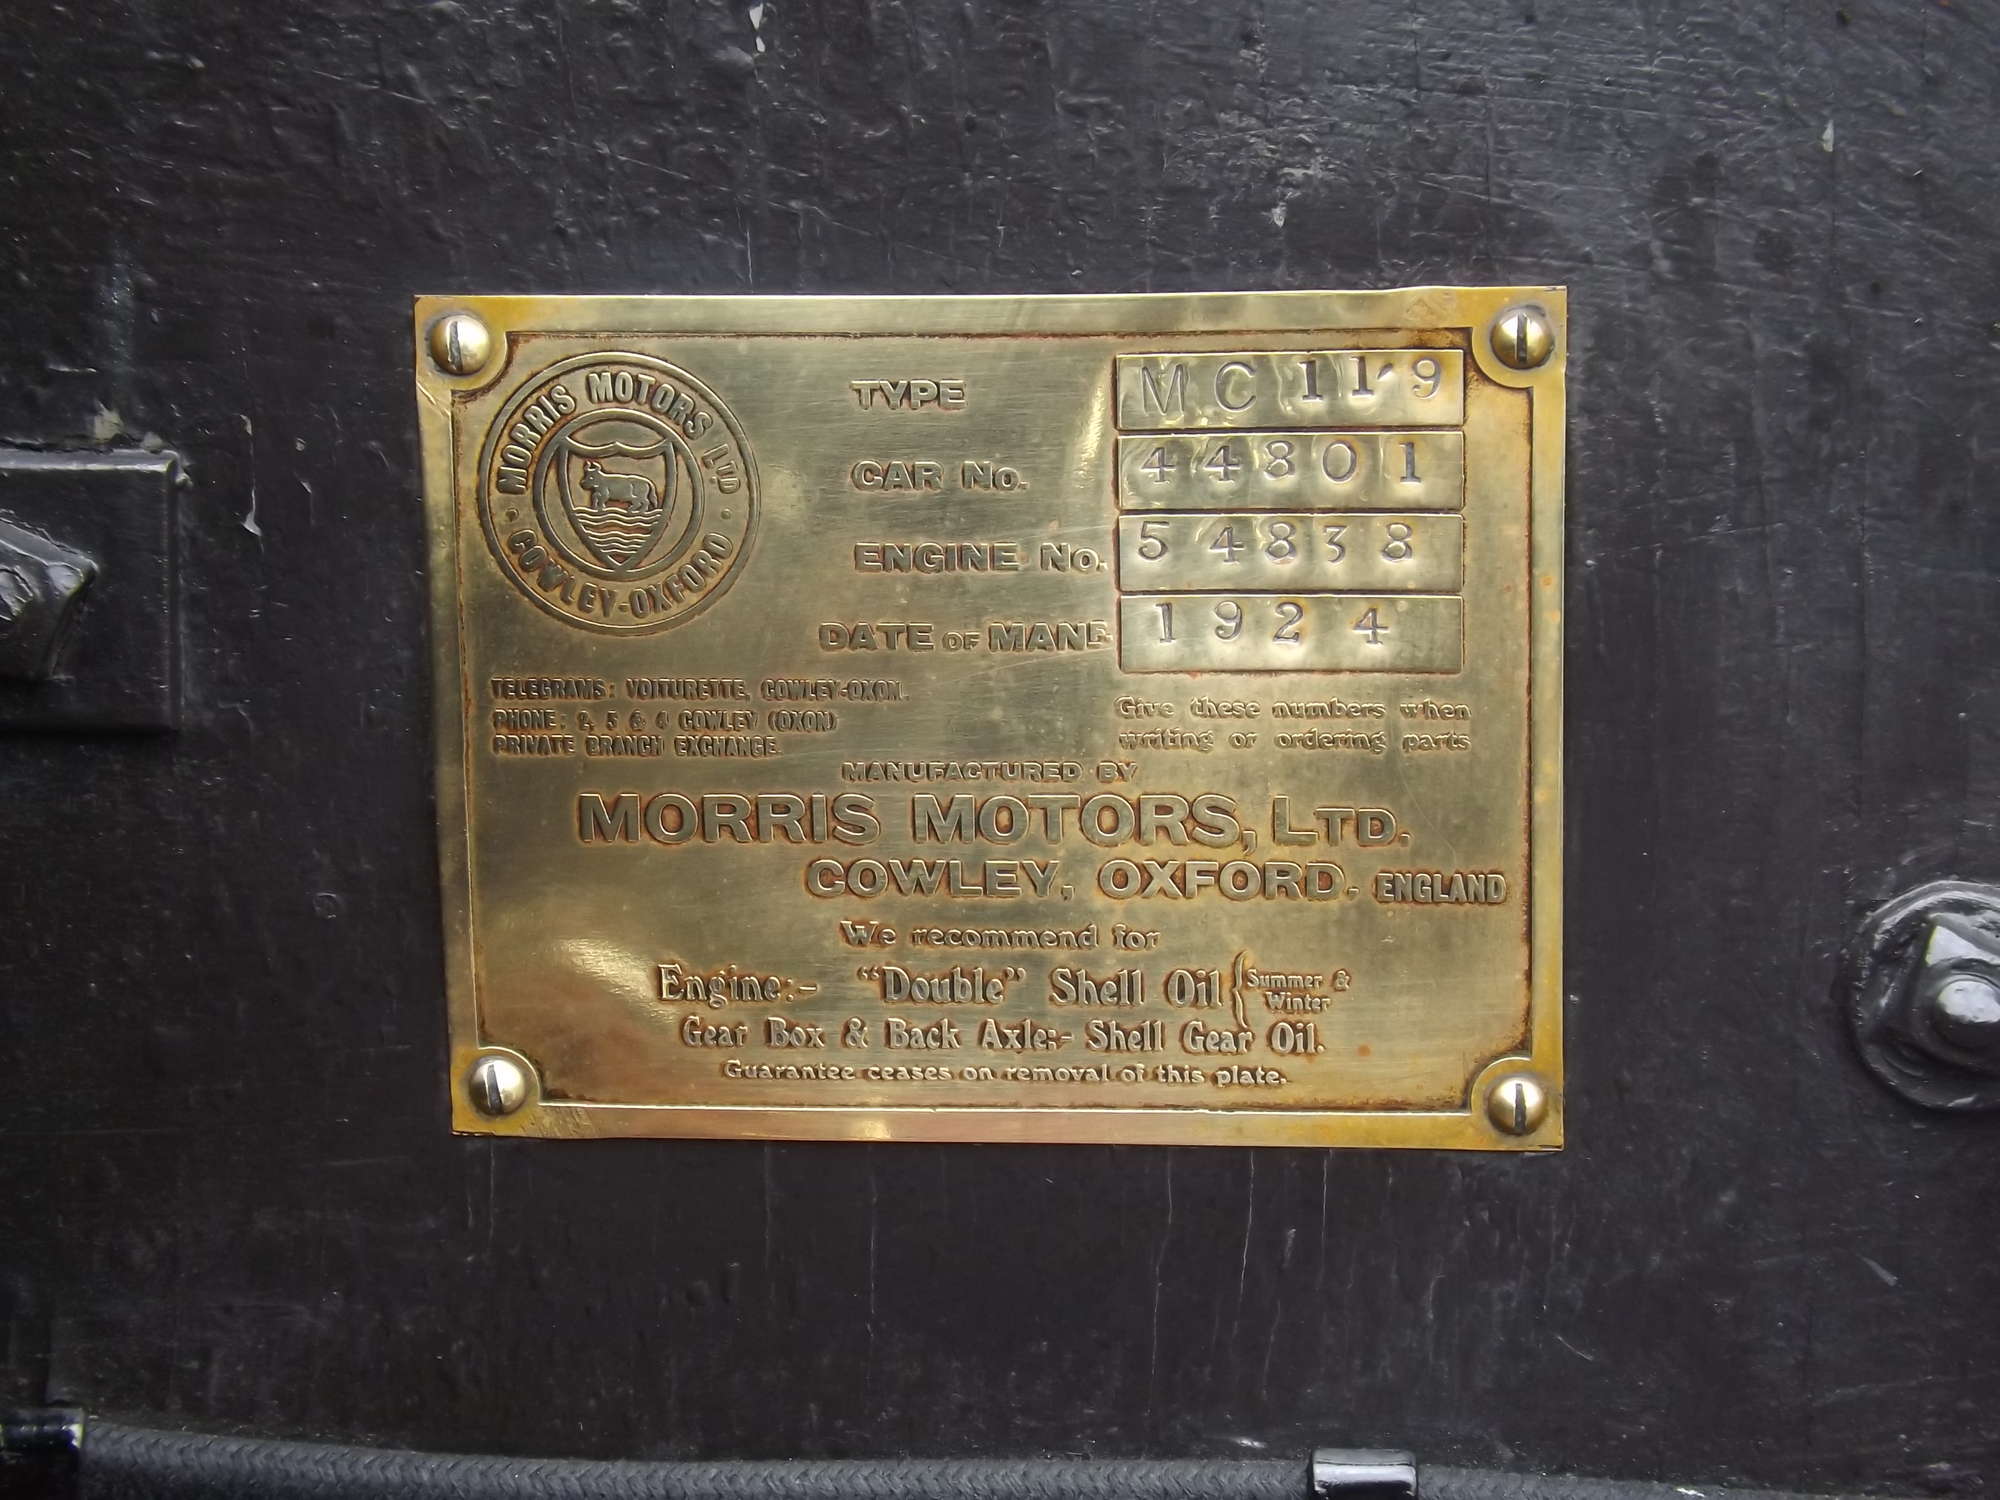 MORRIS MOTORS LTD
· COWLEY-OXFORD ·
TYPE MC 11·9
CAR No. 44801
ENGINE No. 54838
DATE OF MANF. 1924
TELEGRAMS: VOITURETTE, COWLEY-OXON.
PHONE: 2, 5 & 6 COWLEY (OXON)
PRIVATE BRANCH EXCHANGE.
Give these numbers when
writing or ordering parts
MANUFACTURED BY
MORRIS MOTORS, LTD.
COWLEY, OXFORD. ENGLAND
We recommend for
Engine:- "Double" Shell Oil { Summer &
Winter
Gear Box & Back Axle:- Shell Gear Oil.
Guarantee ceases on removal of this plate.